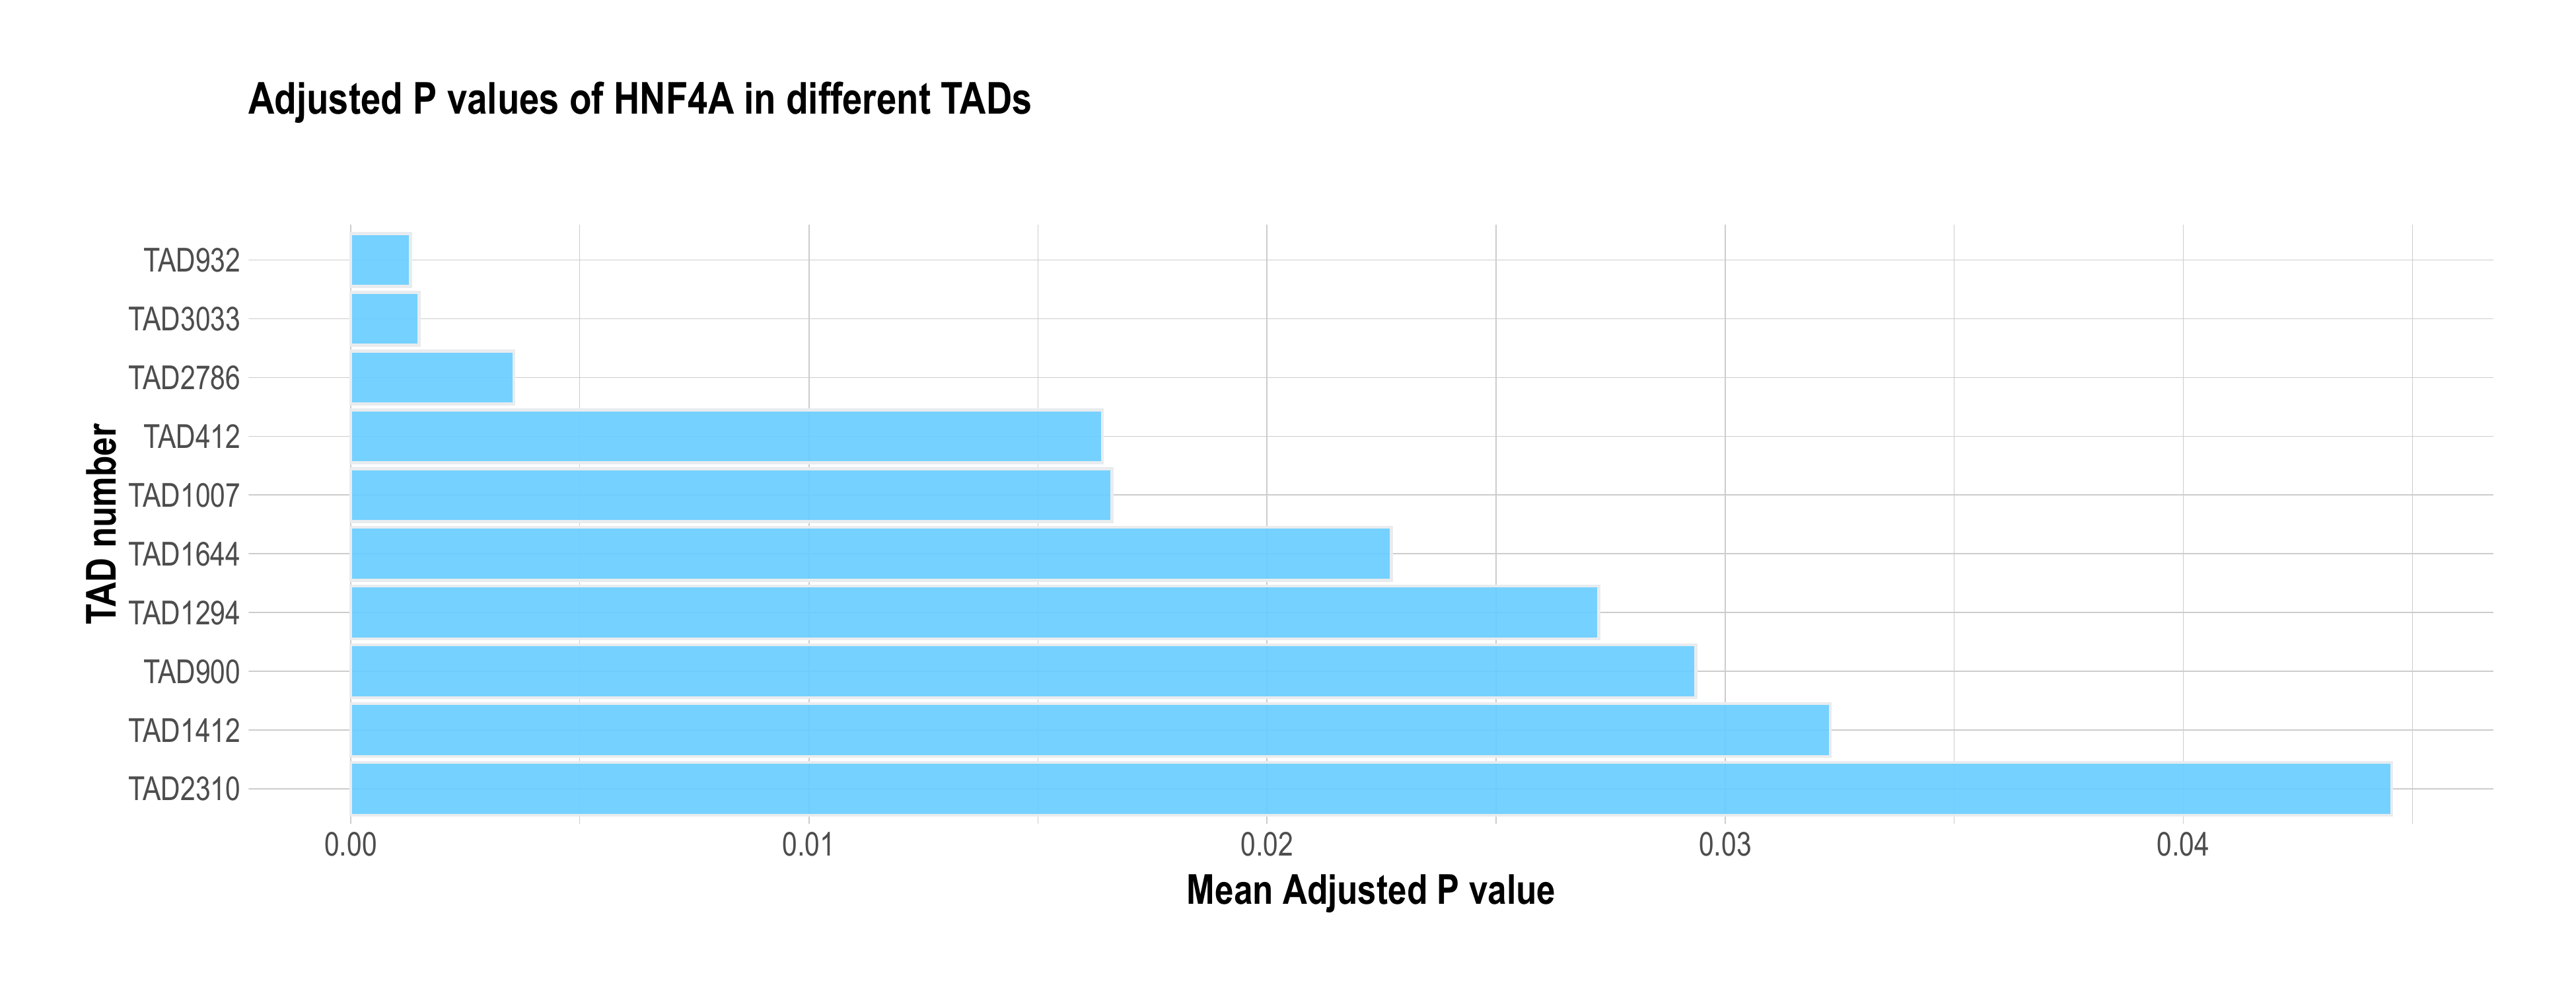 Adjusted P values of HNF4A in different TADs
TAD number
TAD932
TAD3033
TAD2786
TAD412
TAD1007
TAD1644
TAD1294
TAD900
TAD1412
TAD2310
0.00 0.01 0.02 0.03 0.04
Mean Adjusted P value